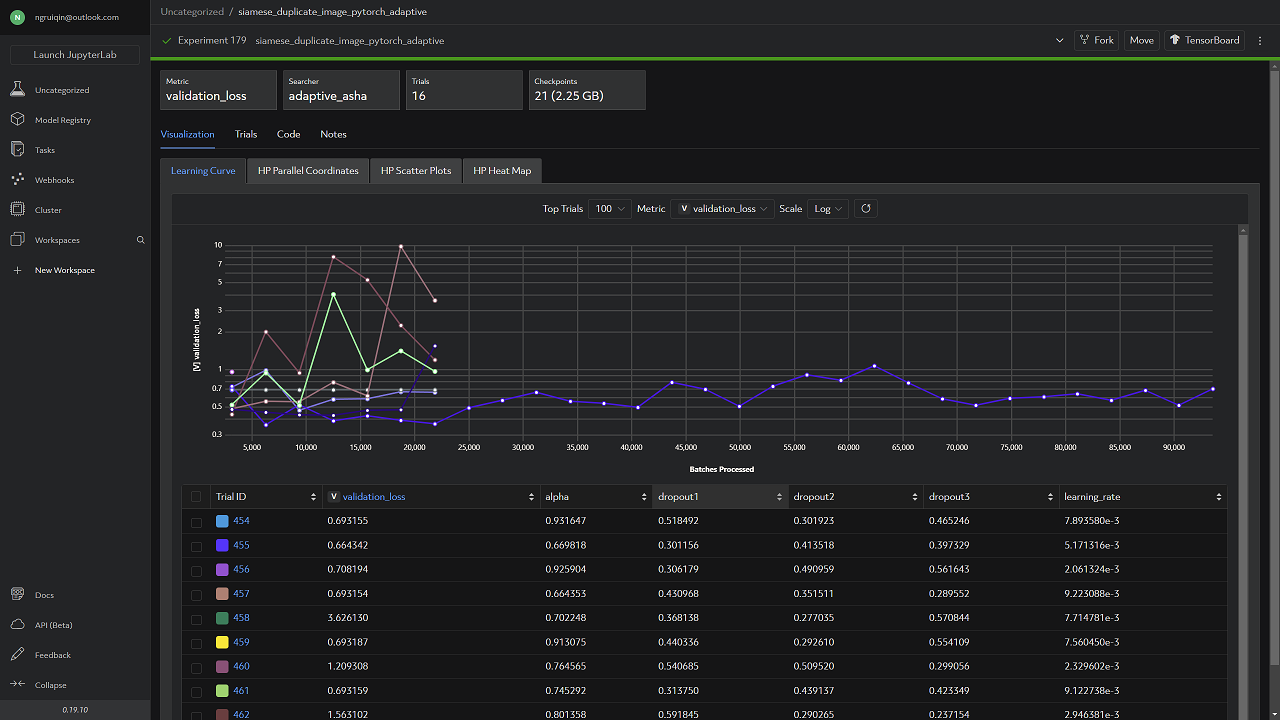 N ngruiqin@outlook.com
Launch JupyterLab
Uncategorized
Model Registry
Tasks
Webhooks
Cluster
Workspaces
+ New Workspace
Docs
API (Beta)
Feedback
Collapse
0.19.10
Uncategorized / siamese_duplicate_image_pytorch_adaptive
Experiment 179 siamese_duplicate_image_pytorch_adaptive
Fork Move TensorBoard
Metric
validation_loss
Searcher
adaptive_asha
Trials
16
Checkpoints
21 (2.25 GB)
Visualization Trials Code Notes
Learning Curve HP Parallel Coordinates HP Scatter Plots HP Heat Map
Top Trials 100 Metric V validation_loss Scale Log
[V] validation_loss
10
7
5
3
2
1
0.7
0.5
0.3
5,000 10,000 15,000 20,000 25,000 30,000 35,000 40,000 45,000 50,000 55,000 60,000 65,000 70,000 75,000 80,000 85,000 90,000
Batches Processed
Trial ID V validation_loss alpha dropout1 dropout2 dropout3 learning_rate
454 0.693155 0.931647 0.518492 0.301923 0.465246 7.893580e-3
455 0.664342 0.669818 0.301156 0.413518 0.397329 5.171316e-3
456 0.708194 0.925904 0.306179 0.490959 0.561643 2.061324e-3
457 0.693154 0.664353 0.430968 0.351511 0.289552 9.223088e-3
458 3.626130 0.702248 0.368138 0.277035 0.570844 7.714781e-3
459 0.693187 0.913075 0.440336 0.292610 0.554109 7.560450e-3
460 1.209308 0.764565 0.540685 0.509520 0.299056 2.329602e-3
461 0.693159 0.745292 0.313750 0.439137 0.423349 9.122738e-3
462 1.563102 0.801358 0.591845 0.290265 0.237154 2.946381e-3